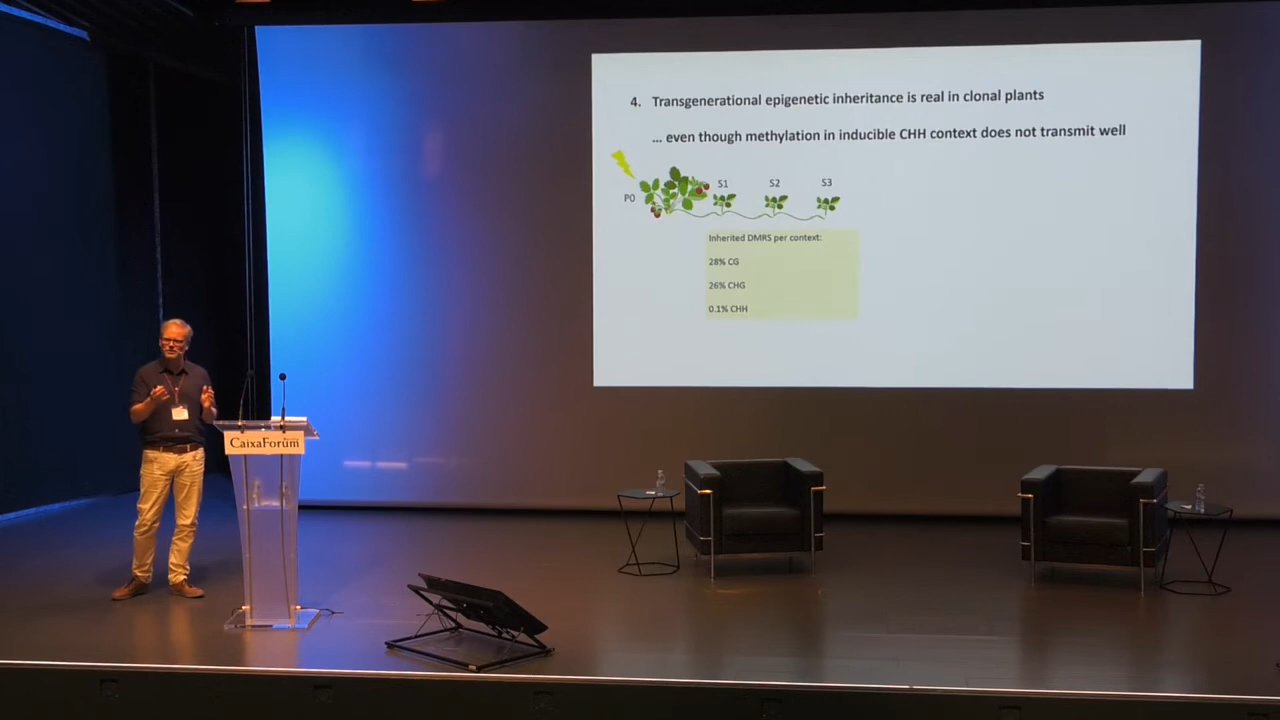 4. Transgenerational epigenetic inheritance is real in clonal plants
... even though methylation in inducible CHH context does not transmit well
P0
S1
S2
S3
Inherited DMRS per context:
28% CG
26% CHG
0.1% CHH
CaixaForum